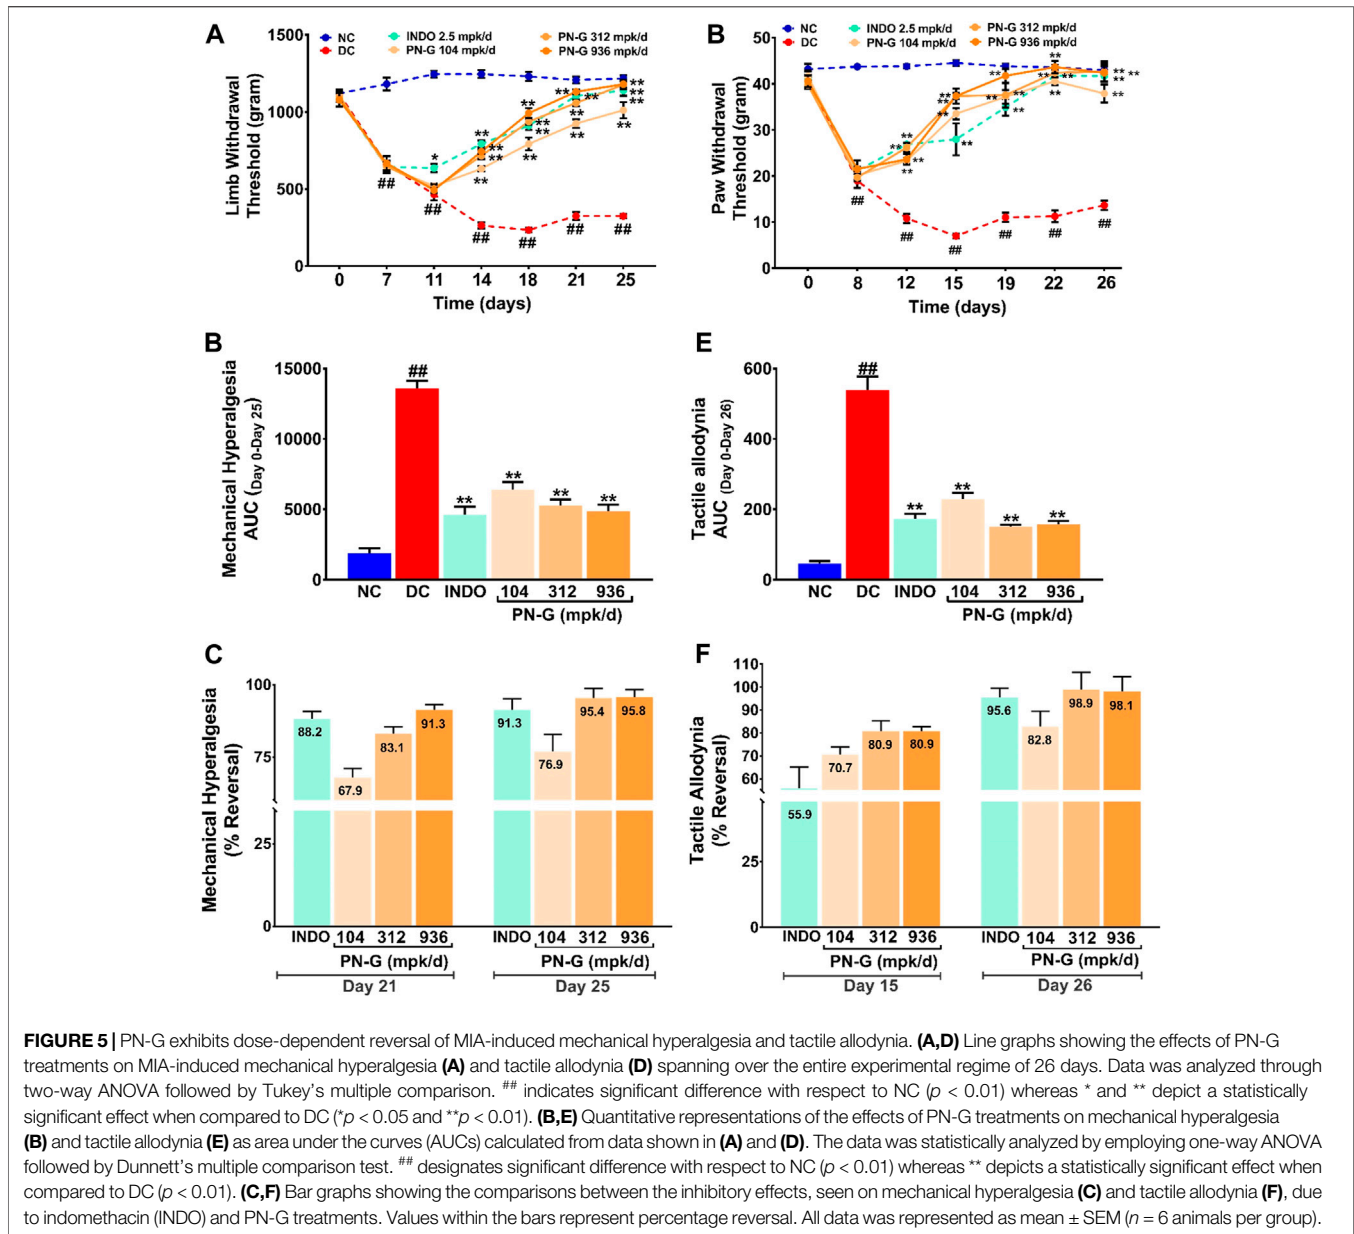 A
NC
DC
INDO 2.5 mpk/d
PN-G 104 mpk/d
PN-G 312 mpk/d
PN-G 936 mpk/d
Limb Withdrawal
Threshold (gram)
1500
1000
500
0
##
*
##
**
**
**
**
##
**
**
**
**
##
**
**
**
**
##
**
**
**
**
##
0 7 11 14 18 21 25
Time (days)
B
NC
DC
INDO 2.5 mpk/d
PN-G 104 mpk/d
PN-G 312 mpk/d
PN-G 936 mpk/d
Paw Withdrawal
Threshold (gram)
50
40
30
20
10
0
##
**
**
**
**
##
**
**
**
**
##
**
**
**
**
##
**
**
**
**
##
**
**
**
**
##
0 8 12 15 19 22 26
Time (days)
B
Mechanical Hyperalgesia
AUC (Day 0-Day 25)
15000
10000
5000
0
##
**
**
**
**
NC DC INDO 104 312 936
PN-G (mpk/d)
E
Tactile allodynia
AUC (Day 0-Day 26)
600
400
200
0
##
**
**
**
**
NC DC INDO 104 312 936
PN-G (mpk/d)
C
Mechanical Hyperalgesia
(% Reversal)
100
75
25
0
88.2
67.9
83.1
91.3
91.3
76.9
95.4
95.8
INDO 104 312 936 INDO 104 312 936
PN-G (mpk/d) PN-G (mpk/d)
Day 21 Day 25
F
Tactile Allodynia
(% Reversal)
110
100
90
80
70
60
25
0
55.9
70.7
80.9
80.9
95.6
82.8
98.9
98.1
INDO 104 312 936 INDO 104 312 936
PN-G (mpk/d) PN-G (mpk/d)
Day 15 Day 26
FIGURE 5 | PN-G exhibits dose-dependent reversal of MIA-induced mechanical hyperalgesia and tactile allodynia. (A,D) Line graphs showing the effects of PN-G
treatments on MIA-induced mechanical hyperalgesia (A) and tactile allodynia (D) spanning over the entire experimental regime of 26 days. Data was analyzed through
two-way ANOVA followed by Tukey's multiple comparison. ## indicates significant difference with respect to NC (p < 0.01) whereas * and ** depict a statistically
significant effect when compared to DC (*p < 0.05 and **p < 0.01). (B,E) Quantitative representations of the effects of PN-G treatments on mechanical hyperalgesia
(B) and tactile allodynia (E) as area under the curves (AUCs) calculated from data shown in (A) and (D). The data was statistically analyzed by employing one-way ANOVA
followed by Dunnett's multiple comparison test. ## designates significant difference with respect to NC (p < 0.01) whereas ** depicts a statistically significant effect when
compared to DC (p < 0.01). (C,F) Bar graphs showing the comparisons between the inhibitory effects, seen on mechanical hyperalgesia (C) and tactile allodynia (F), due
to indomethacin (INDO) and PN-G treatments. Values within the bars represent percentage reversal. All data was represented as mean ± SEM (n = 6 animals per group).